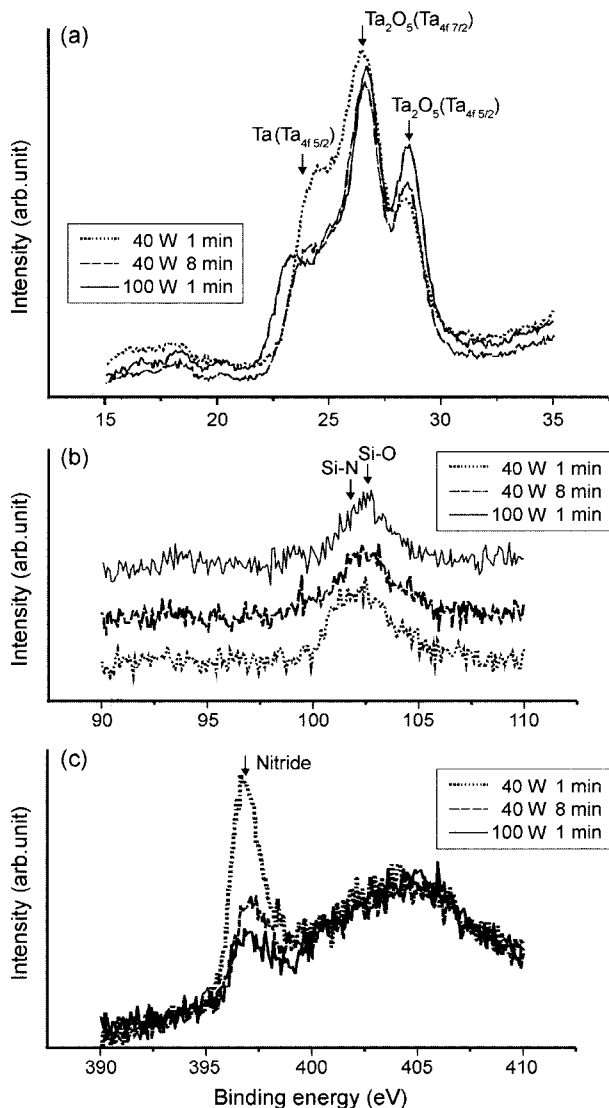 (a)
Ta₂O₅(Ta₄f ₇/₂)
Ta₂O₅(Ta₄f ₅/₂)
Ta(Ta₄f ₅/₂)
40 W 1 min
40 W 8 min
100 W 1 min
Intensity (arb.unit)
15 20 25 30 35
(b)
Si-N
Si-O
40 W 1 min
40 W 8 min
100 W 1 min
Intensity (arb.unit)
90 95 100 105 110
(c)
Nitride
40 W 1 min
40 W 8 min
100 W 1 min
Intensity (arb.unit)
390 395 400 405 410
Binding energy (eV)